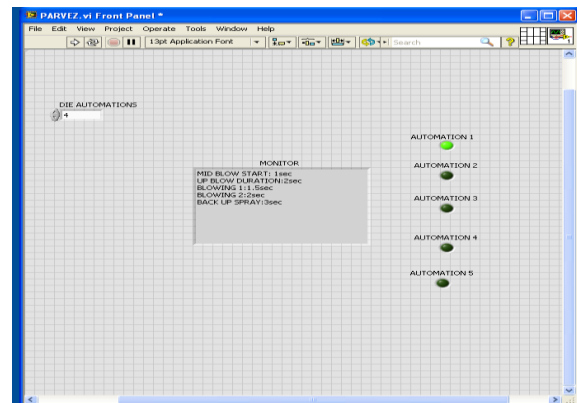 PARVEZ.vi Front Panel *
File Edit View Project Operate Tools Window Help
13pt Application Font Search
DIE AUTOMATIONS
4
AUTOMATION 1
MONITOR
AUTOMATION 2
MID BLOW START: 1sec
UP BLOW DURATION:2sec
BLOWING 1:1.5sec
BLOWING 2:2sec
BACK UP SPRAY:3sec
AUTOMATION 3
AUTOMATION 4
AUTOMATION 5